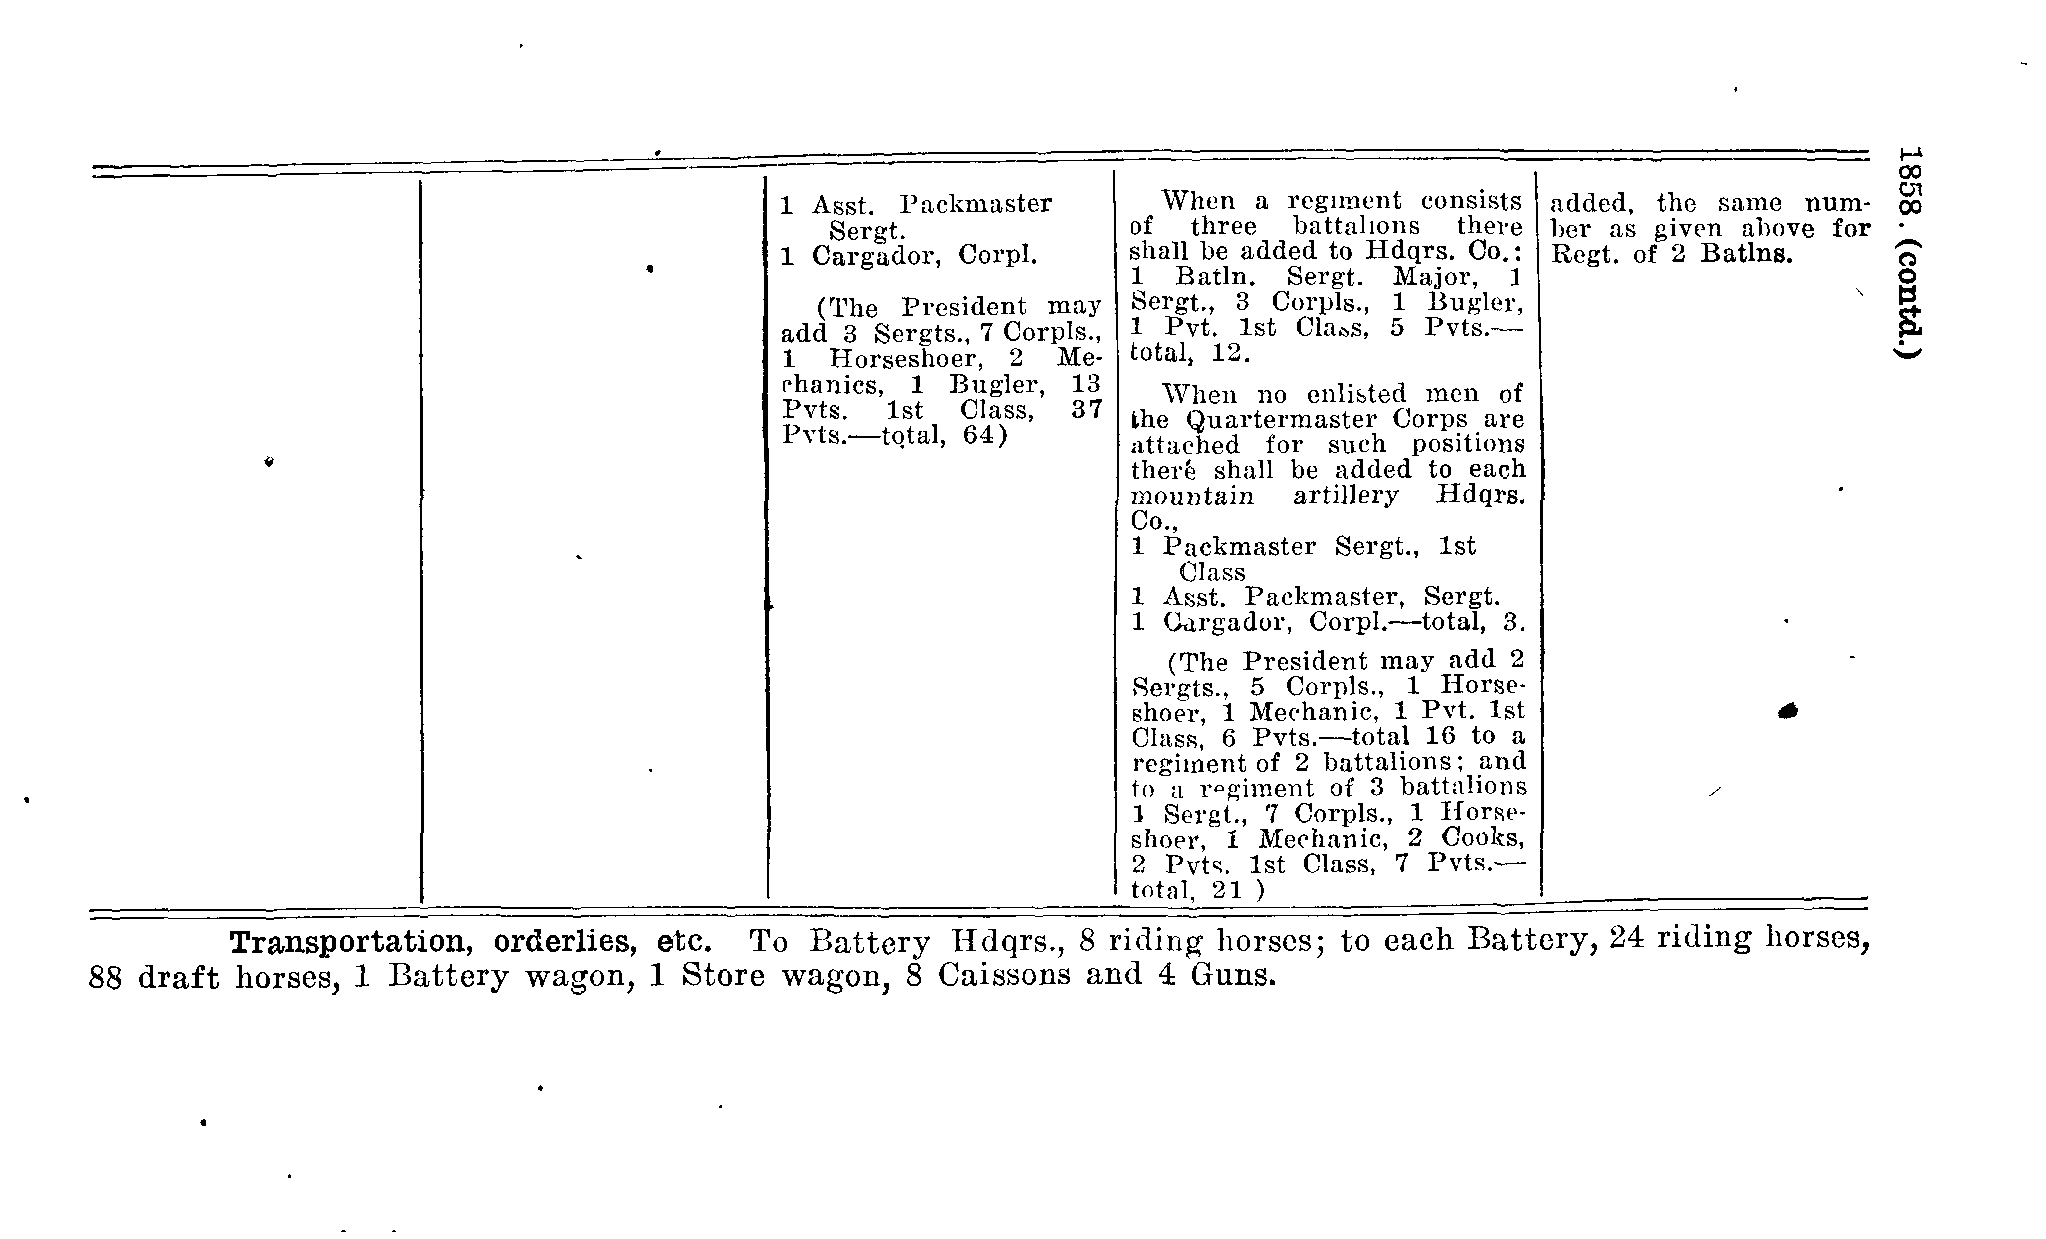 1858. (contd.)
1 Asst. Packmaster
Sergt.
1 Cargador, Corpl.
(The President may
add 3 Sergts., 7 Corpls.,
1 Horseshoer, 2 Me-
chanics, 1 Bugler, 13
Pvts. 1st Class, 37
Pvts.—total, 64)
When a regiment consists
of three battalions there
shall be added to Hdqrs. Co.:
1 Batln. Sergt. Major, 1
Sergt., 3 Corpls., 1 Bugler,
1 Pvt. 1st Class, 5 Pvts.—
total, 12.
When no enlisted men of
the Quartermaster Corps are
attached for such positions
there shall be added to each
mountain artillery Hdqrs.
Co.,
1 Packmaster Sergt., 1st
Class
1 Asst. Packmaster, Sergt.
1 Cargador, Corpl.—total, 3.
(The President may add 2
Sergts., 5 Corpls., 1 Horse-
shoer, 1 Mechanic, 1 Pvt. 1st
Class, 6 Pvts.—total 16 to a
regiment of 2 battalions; and
to a regiment of 3 battalions
1 Sergt., 7 Corpls., 1 Horse-
shoer, 1 Mechanic, 2 Cooks,
2 Pvts. 1st Class, 7 Pvts.—
total, 21 )
added, the same num-
ber as given above for
Regt. of 2 Batlns.
Transportation, orderlies, etc. To Battery Hdqrs., 8 riding horses; to each Battery, 24 riding horses,
88 draft horses, 1 Battery wagon, 1 Store wagon, 8 Caissons and 4 Guns.